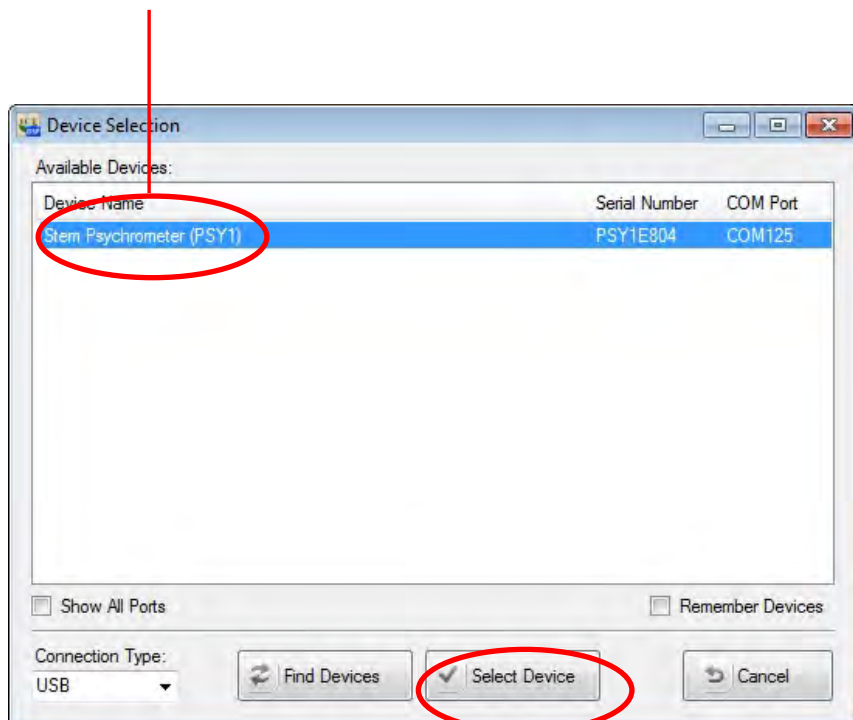 Device Selection
Available Devices:
Device Name Serial Number COM Port
Stem Psychrometer (PSY1) PSY1E804 COM125
Show All Ports Remember Devices
Connection Type:
USB Find Devices Select Device Cancel